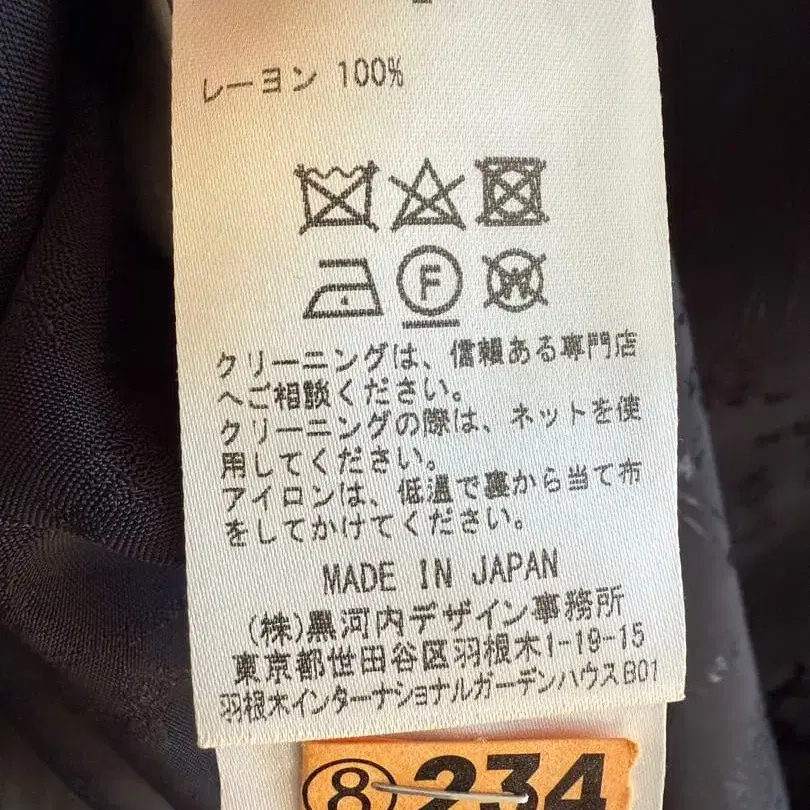 レーヨン 100%
F
W
クリーニングは、信頼ある専門店
へご相談ください。
クリーニングの際は、ネットを使
用してください。
アイロンは、低温で裏から当て布
をしてかけてください。
MADE IN JAPAN
(株)黒河内デザイン事務所
東京都世田谷区羽根木1-19-15
羽根木インターナショナルガーデンハウスB01
⑧234